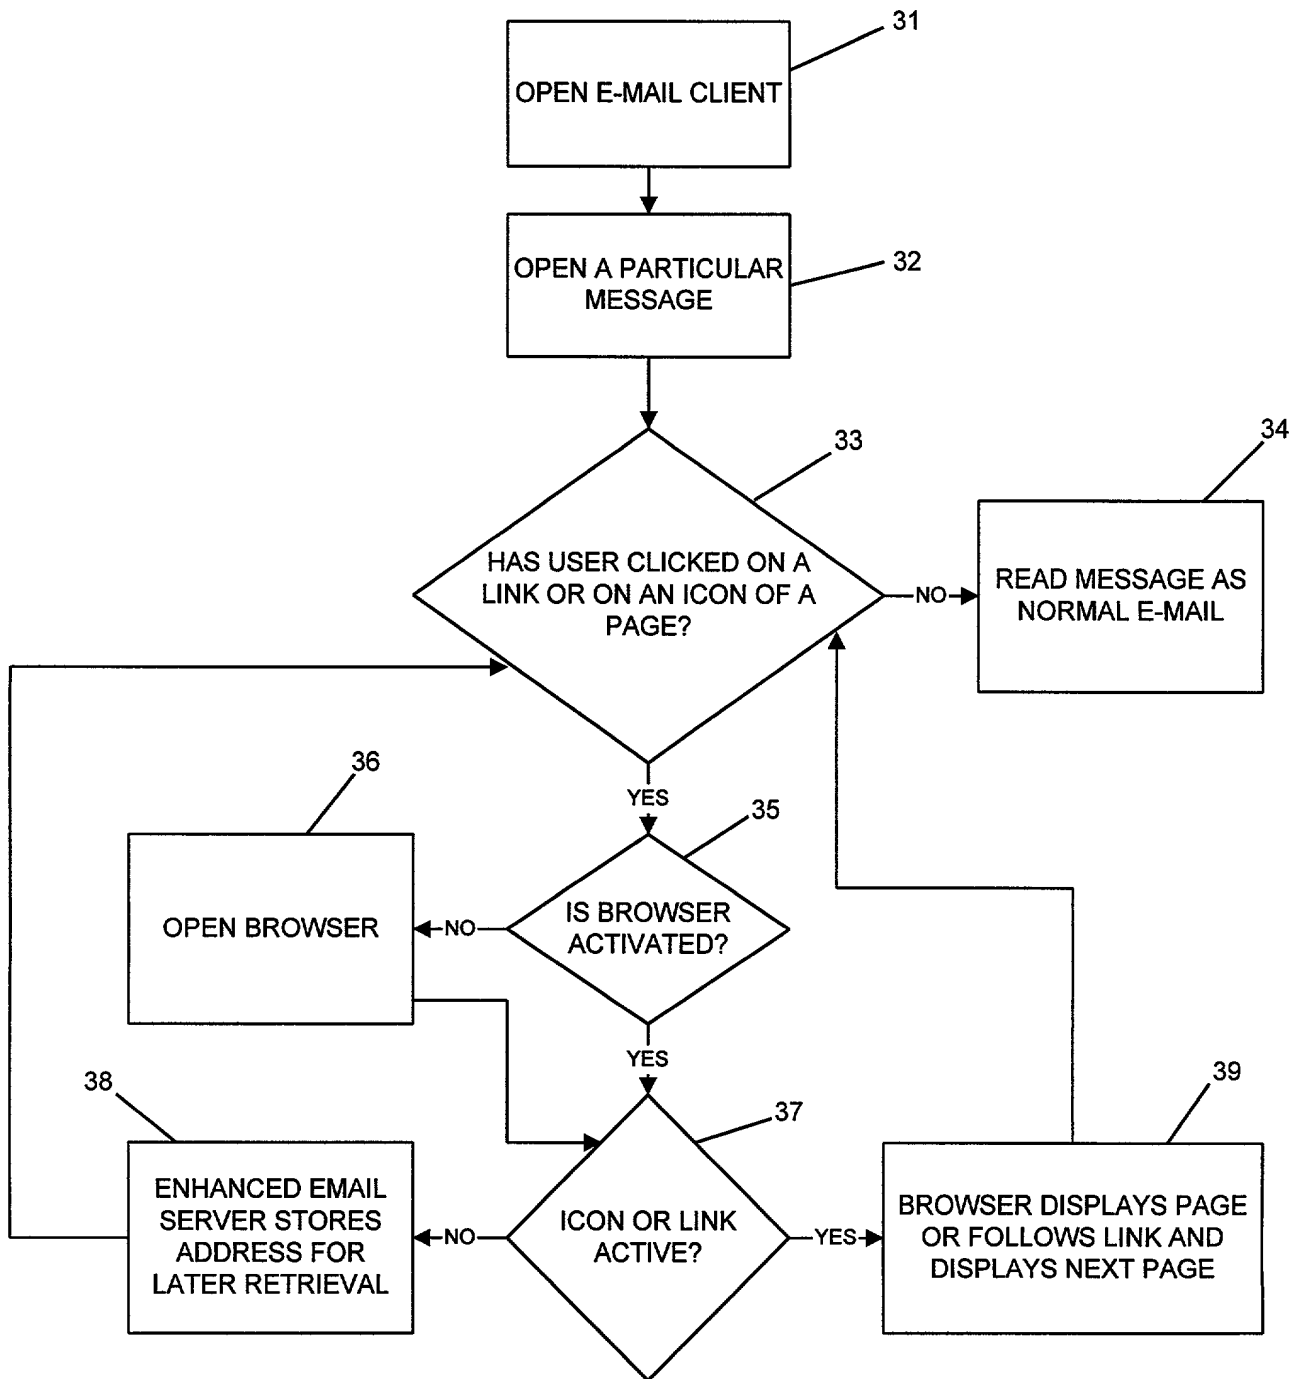 31
OPEN E-MAIL CLIENT
32
OPEN A PARTICULAR
MESSAGE
33
HAS USER CLICKED ON A
LINK OR ON AN ICON OF A
PAGE?
NO
34
READ MESSAGE AS
NORMAL E-MAIL
YES
36
OPEN BROWSER
35
IS BROWSER
ACTIVATED?
NO
YES
38
ENHANCED EMAIL
SERVER STORES
ADDRESS FOR
LATER RETRIEVAL
37
ICON OR LINK
ACTIVE?
NO
YES
39
BROWSER DISPLAYS PAGE
OR FOLLOWS LINK AND
DISPLAYS NEXT PAGE